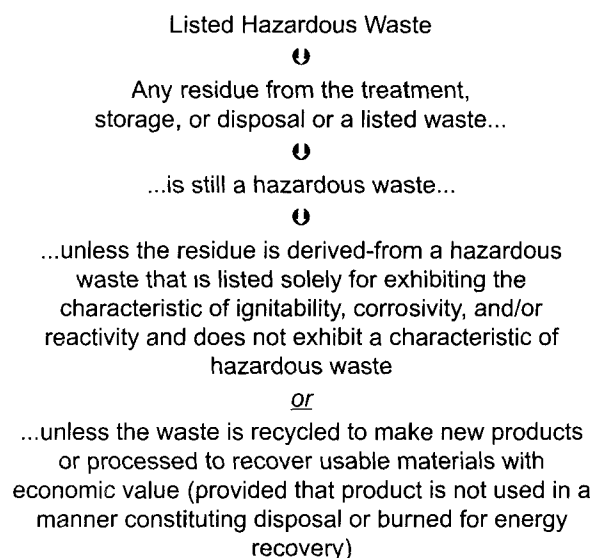 Listed Hazardous Waste
Any residue from the treatment,
storage, or disposal or a listed waste...
...is still a hazardous waste...
...unless the residue is derived-from a hazardous
waste that is listed solely for exhibiting the
characteristic of ignitability, corrosivity, and/or
reactivity and does not exhibit a characteristic of
hazardous waste
or
...unless the waste is recycled to make new products
or processed to recover usable materials with
economic value (provided that product is not used in a
manner constituting disposal or burned for energy
recovery)